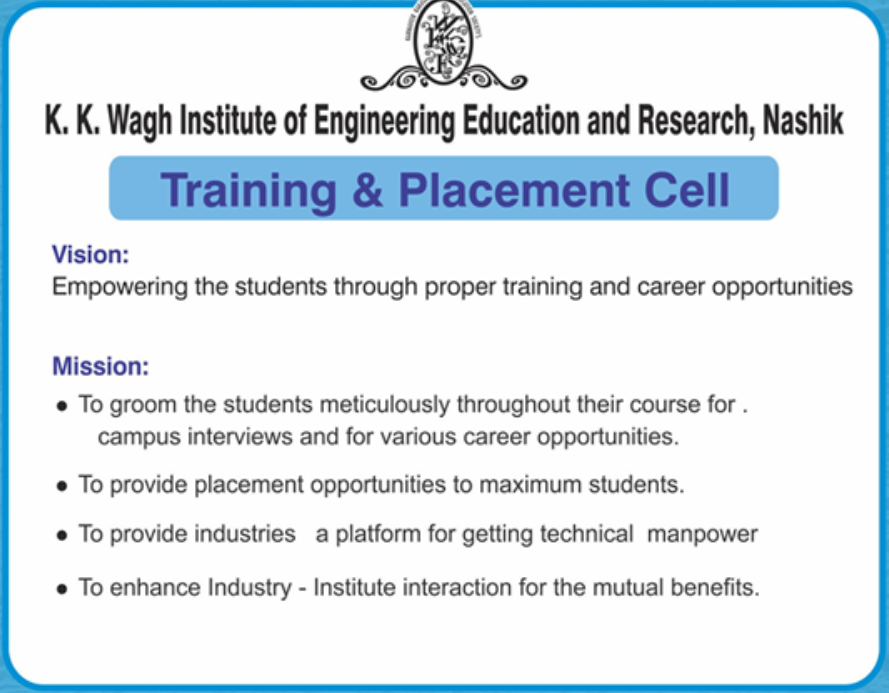 K. K. Wagh Institute of Engineering Education and Research, Nashik
Training & Placement Cell
Vision:
Empowering the students through proper training and career opportunities
Mission:
• To groom the students meticulously throughout their course for .
campus interviews and for various career opportunities.
• To provide placement opportunities to maximum students.
• To provide industries a platform for getting technical manpower
• To enhance Industry - Institute interaction for the mutual benefits.